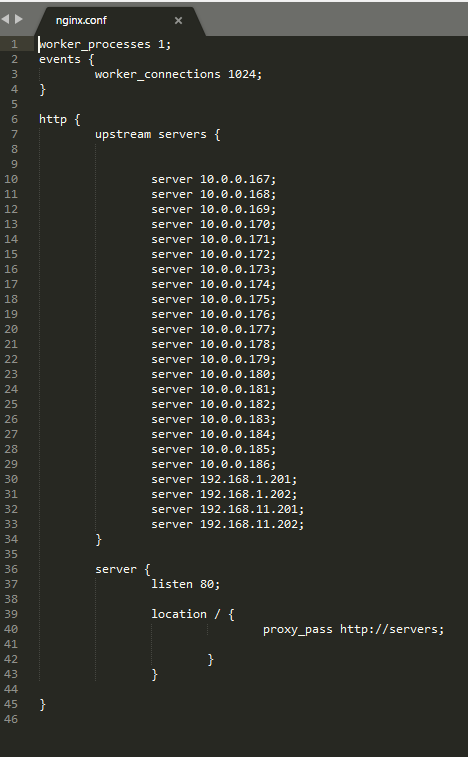 nginx.conf
1 worker_processes 1;
2 events {
3 worker_connections 1024;
4 }
5
6 http {
7 upstream servers {
8
9
10 server 10.0.0.167;
11 server 10.0.0.168;
12 server 10.0.0.169;
13 server 10.0.0.170;
14 server 10.0.0.171;
15 server 10.0.0.172;
16 server 10.0.0.173;
17 server 10.0.0.174;
18 server 10.0.0.175;
19 server 10.0.0.176;
20 server 10.0.0.177;
21 server 10.0.0.178;
22 server 10.0.0.179;
23 server 10.0.0.180;
24 server 10.0.0.181;
25 server 10.0.0.182;
26 server 10.0.0.183;
27 server 10.0.0.184;
28 server 10.0.0.185;
29 server 10.0.0.186;
30 server 192.168.1.201;
31 server 192.168.1.202;
32 server 192.168.11.201;
33 server 192.168.11.202;
34 }
35
36 server {
37 listen 80;
38
39 location / {
40 proxy_pass http://servers;
41
42 }
43 }
44
45 }
46